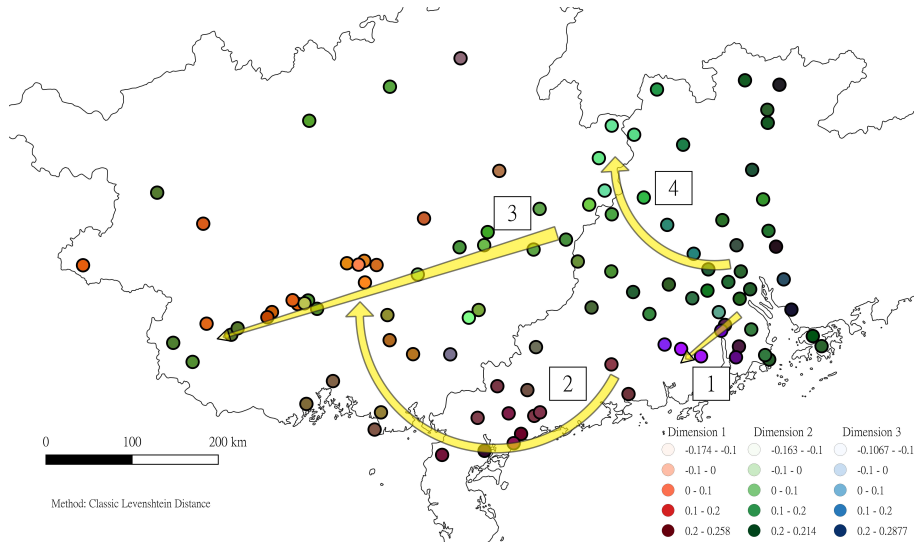 4
3
2
1
0
100
200 km
Method: Classic Levenshtein Distance
Dimension 1 Dimension 2 Dimension 3
-0.174 - -0.1 -0.163 - -0.1 -0.1067 - -0.1
-0.1 - 0 -0.1 - 0 -0.1 - 0
0 - 0.1 0 - 0.1 0 - 0.1
0.1 - 0.2 0.1 - 0.2 0.1 - 0.2
0.2 - 0.258 0.2 - 0.214 0.2 - 0.2877